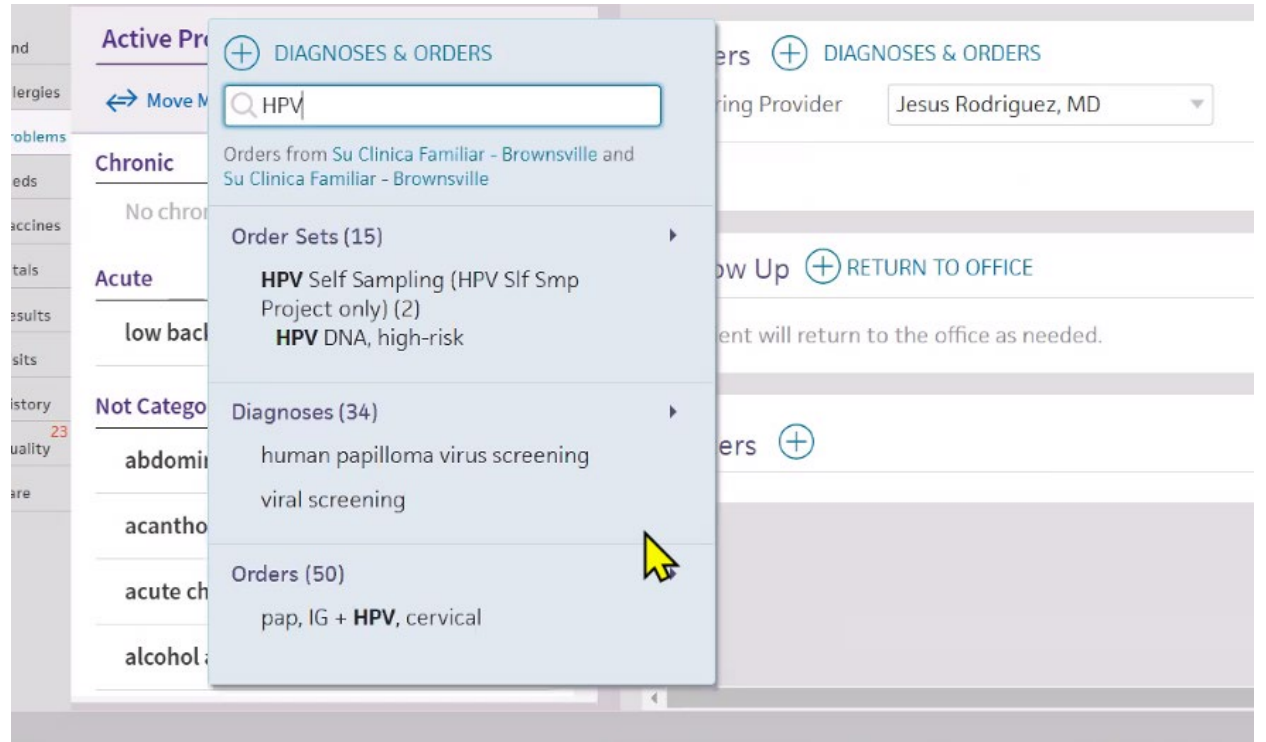 nd
lergies
roblems
eds
accines
tals
esults
sits
istory
23
uality
are
Active Pr
Move M
Chronic
No chror
Acute
low back
Not Catego
abdomi
acantho
acute ch
alcohol
DIAGNOSES & ORDERS
HPV
Orders from Su Clinica Familiar - Brownsville and
Su Clinica Familiar - Brownsville
Order Sets (15)
HPV Self Sampling (HPV Slf Smp
Project only) (2)
HPV DNA, high-risk
Diagnoses (34)
human papilloma virus screening
viral screening
Orders (50)
pap, IG + HPV, cervical
ers DIAGNOSES & ORDERS
ring Provider Jesus Rodriguez, MD
ow Up RETURN TO OFFICE
ent will return to the office as needed.
ers